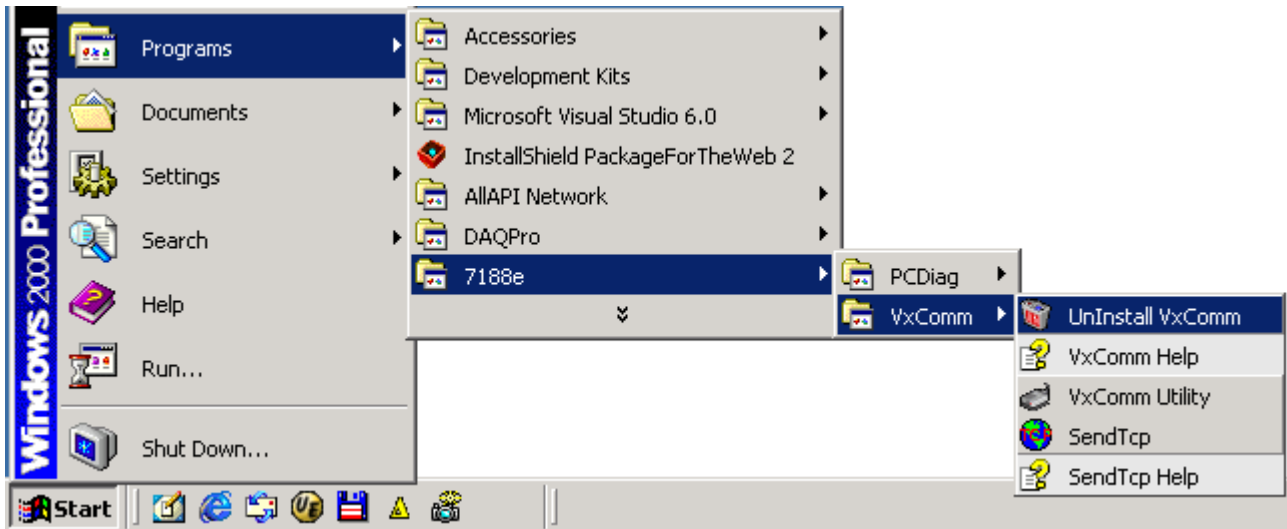 Windows 2000 Professional
Programs
Documents
Settings
Search
Help
Run...
Shut Down...
Accessories
Development Kits
Microsoft Visual Studio 6.0
InstallShield PackageForTheWeb 2
AllAPI Network
DAQPro
7188e
PCDiag
VxComm
UnInstall VxComm
VxComm Help
VxComm Utility
SendTcp
SendTcp Help
Start